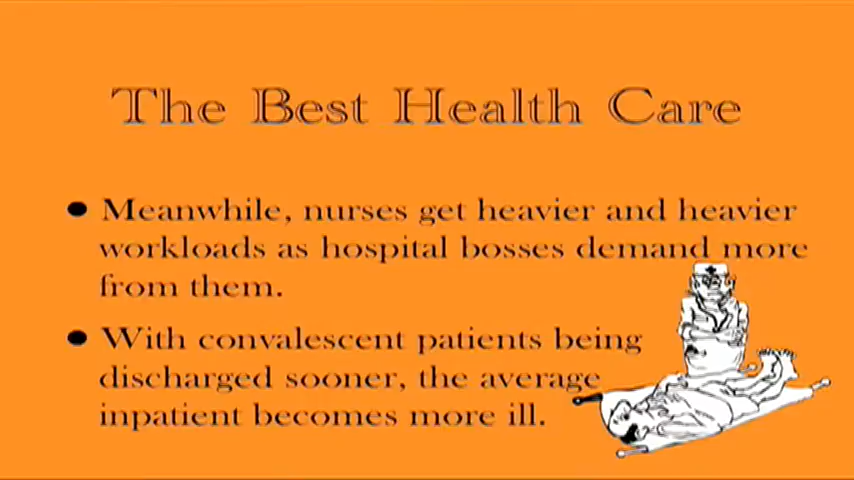 The Best Health Care
Meanwhile, nurses get heavier and heavier
workloads as hospital bosses demand more
from them.
With convalescent patients being
discharged sooner, the average
inpatient becomes more ill.